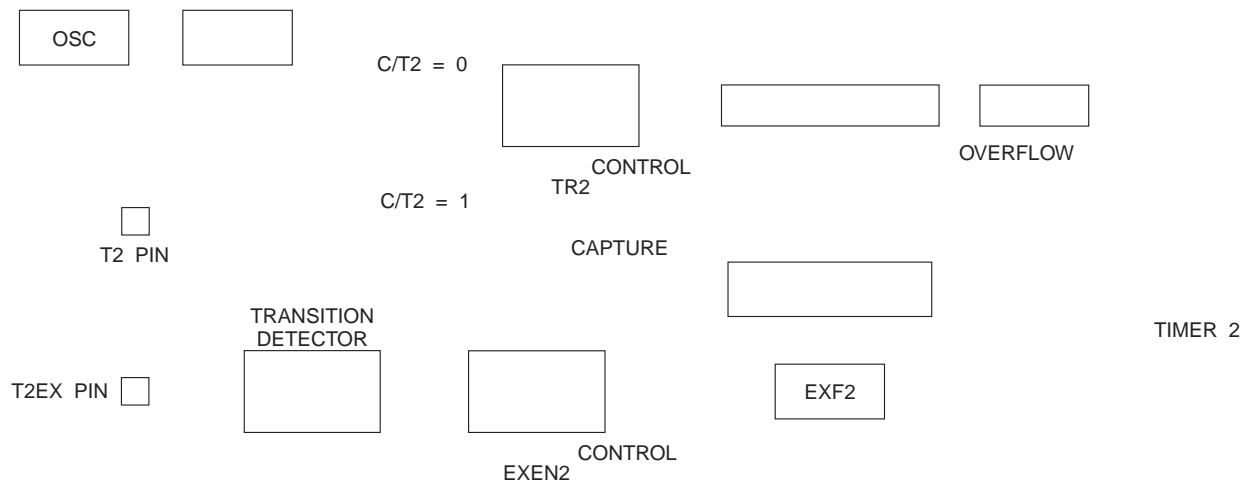 OSC
C/T2 = 0
OVERFLOW
CONTROL
TR2
C/T2 = 1
T2 PIN
CAPTURE
TRANSITION
DETECTOR
TIMER 2
T2EX PIN
EXF2
CONTROL
EXEN2